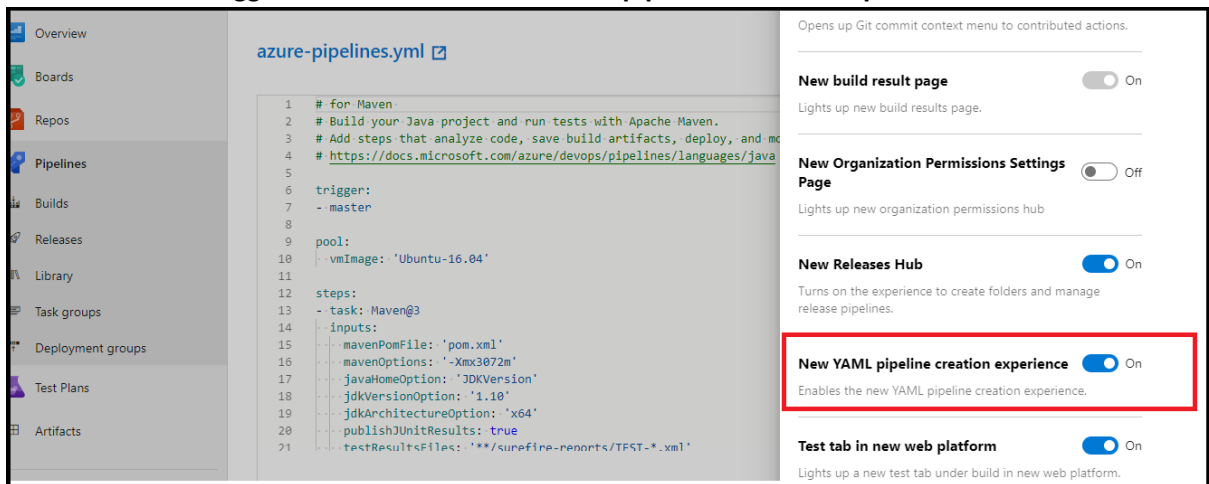 Overview
Boards
Repos
Pipelines
Builds
Releases
Library
Task groups
Deployment groups
Test Plans
Artifacts
azure-pipelines.yml
1 # for Maven
2 # Build your Java project and run tests with Apache Maven.
3 # Add steps that analyze code, save build artifacts, deploy, and mo
4 # https://docs.microsoft.com/azure/devops/pipelines/languages/java
5
6 trigger:
7 - master
8
9 pool:
10 vmImage: 'Ubuntu-16.04'
11
12 steps:
13 - task: Maven@3
14 inputs:
15 mavenPomFile: 'pom.xml'
16 mavenOptions: '-Xmx3072m'
17 javaHomeOption: 'JDKVersion'
18 jdkVersionOption: '1.10'
19 jdkArchitectureOption: 'x64'
20 publishJUnitResults: true
21 testResultsFiles: '**/surefire-reports/TEST-*.xml'
Opens up Git commit context menu to contributed actions.
New build result page On
Lights up new build results page.
New Organization Permissions Settings
Page Off
Lights up new organization permissions hub
New Releases Hub On
Turns on the experience to create folders and manage
release pipelines.
New YAML pipeline creation experience On
Enables the new YAML pipeline creation experience.
Test tab in new web platform On
Lights up a new test tab under build in new web platform.